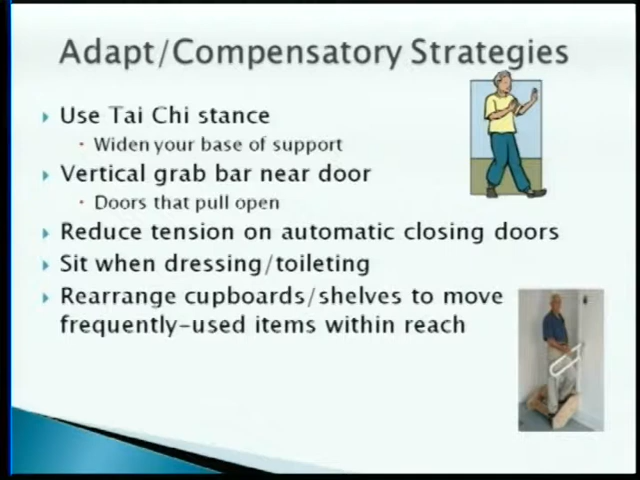 Adapt/Compensatory Strategies
Use Tai Chi stance
Widen your base of support
Vertical grab bar near door
Doors that pull open
Reduce tension on automatic closing doors
Sit when dressing/toileting
Rearrange cupboards/shelves to move
frequently-used items within reach